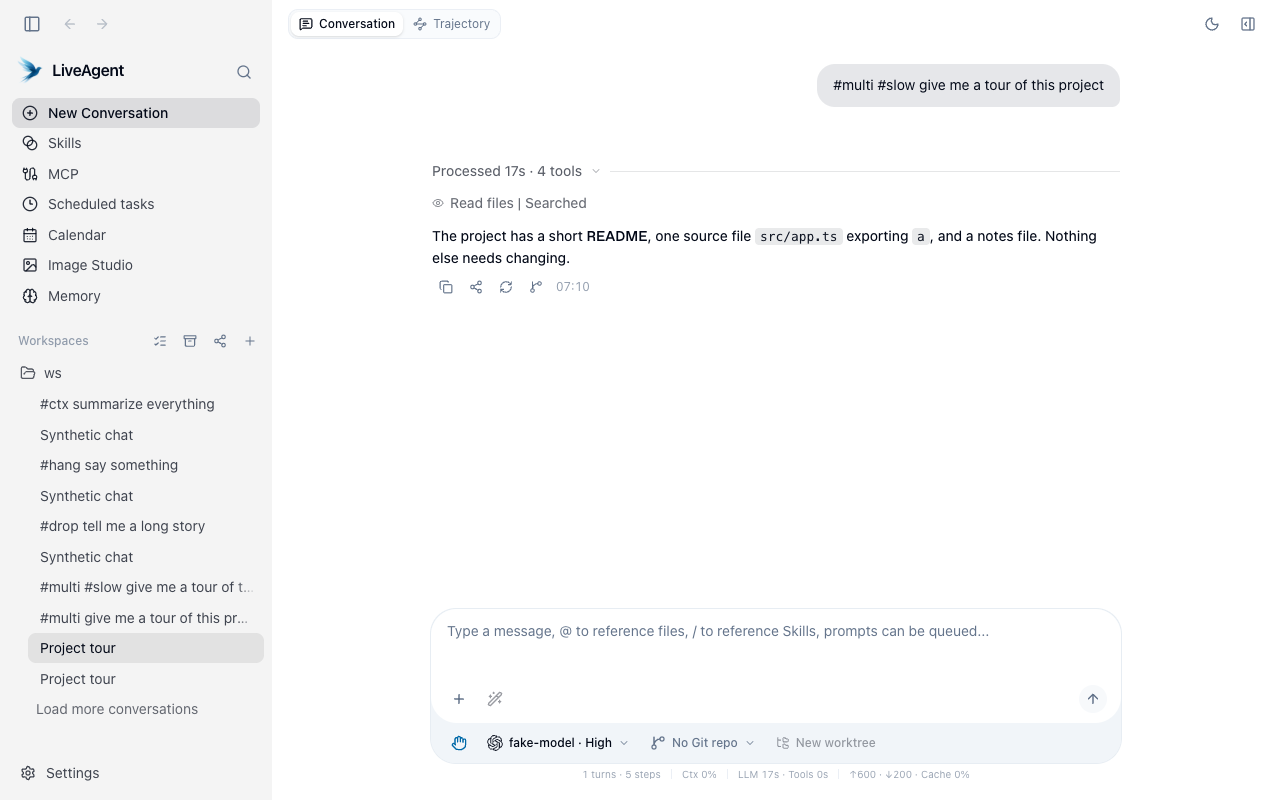 Conversation
Trajectory
LiveAgent
New Conversation
Skills
MCP
Scheduled tasks
Calendar
Image Studio
Memory
Workspaces
ws
#ctx summarize everything
Synthetic chat
#hang say something
Synthetic chat
#drop tell me a long story
Synthetic chat
#multi #slow give me a tour of t...
#multi give me a tour of this pr...
Project tour
Project tour
Load more conversations
Settings
#multi #slow give me a tour of this project
Processed 17s · 4 tools
Read files | Searched
The project has a short README, one source file src/app.ts exporting a, and a notes file. Nothing
else needs changing.
07:10
Type a message, @ to reference files, / to reference Skills, prompts can be queued...
fake-model · High
No Git repo
New worktree
1 turns · 5 steps | Ctx 0% | LLM 17s · Tools 0s | ↑600 · ↓200 · Cache 0%